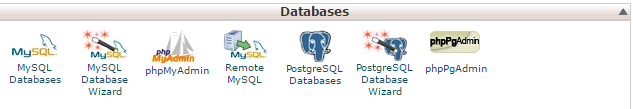 Databases
MySQL
MySQL
Databases
MySQL
MySQL
Database
Wizard
php
MyAdmin
phpMyAdmin
MySQL
Remote
MySQL
PostgreSQL
Databases
PostgreSQL
Database
Wizard
phpPgAdmin
phpPgAdmin